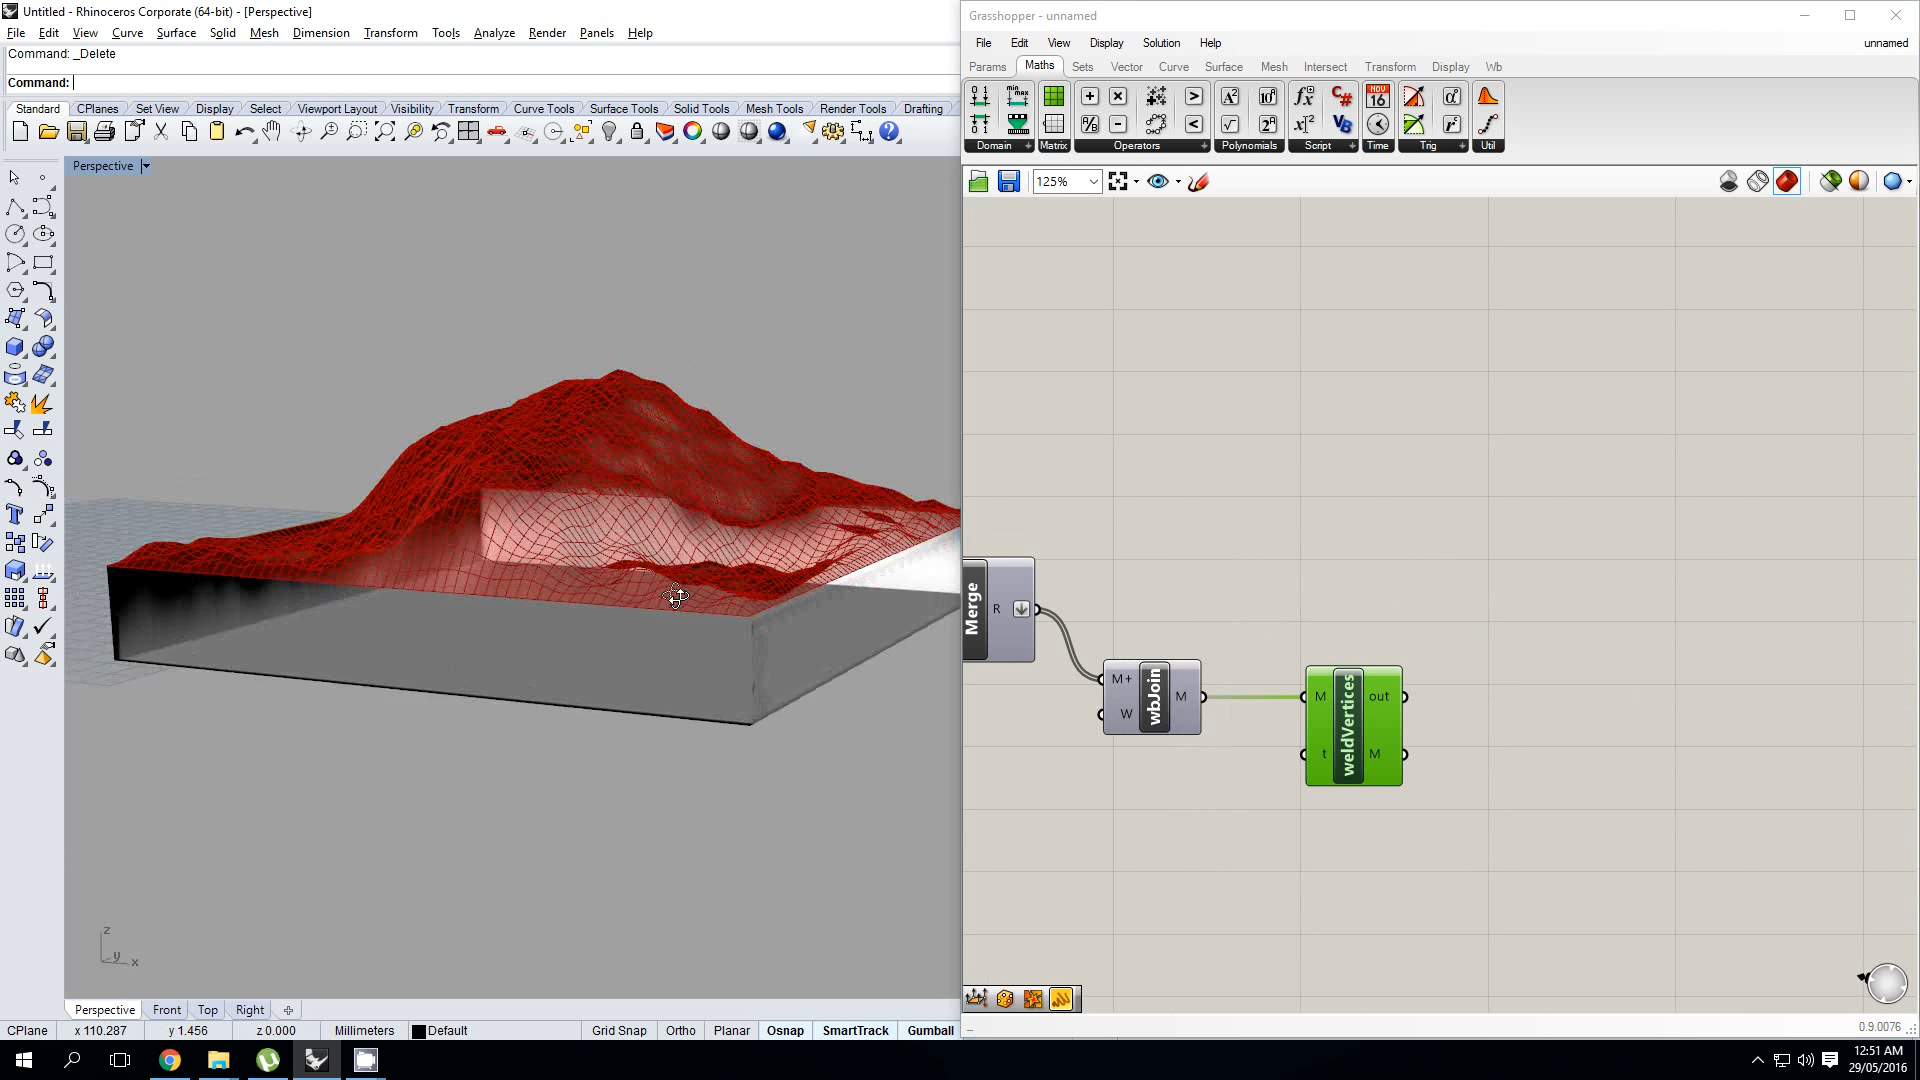 Untitled - Rhinoceros Corporate (64-bit) - [Perspective]
File Edit View Curve Surface Solid Mesh Dimension Transform Tools Analyze Render Panels Help
Command: _Delete
Command:
Standard CPlanes Set View Display Select Viewport Layout Visibility Transform Curve Tools Surface Tools Solid Tools Mesh Tools Render Tools Drafting
Perspective
z
y
x
Perspective Front Top Right
CPlane x 110.287 y 1.456 z 0.000 Millimeters Default Grid Snap Ortho Planar Osnap SmartTrack Gumball
Grasshopper - unnamed
File Edit View Display Solution Help unnamed
Params Maths Sets Vector Curve Surface Mesh Intersect Transform Display Wb
Domain Matrix Operators Polynomials Script Time Trig Util
NOV 16
125%
Merge R
wbJoin M+ W M
weldVertices M t out M
0.9.0076
12:51 AM
29/05/2016